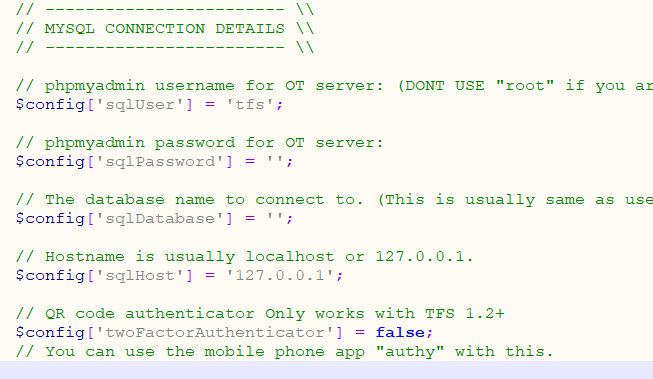 // ------------------------ \\
// MYSQL CONNECTION DETAILS \\
// ------------------------ \\
// phpmyadmin username for OT server: (DONT USE "root" if you
$config['sqlUser'] = 'tfs';
// phpmyadmin password for OT server:
$config['sqlPassword'] = '';
// The database name to connect to. (This is usually same as
$config['sqlDatabase'] = '';
// Hostname is usually localhost or 127.0.0.1.
$config['sqlHost'] = '127.0.0.1';
// QR code authenticator Only works with TFS 1.2+
$config['twoFactorAuthenticator'] = false;
// You can use the mobile phone app "authy" with this.